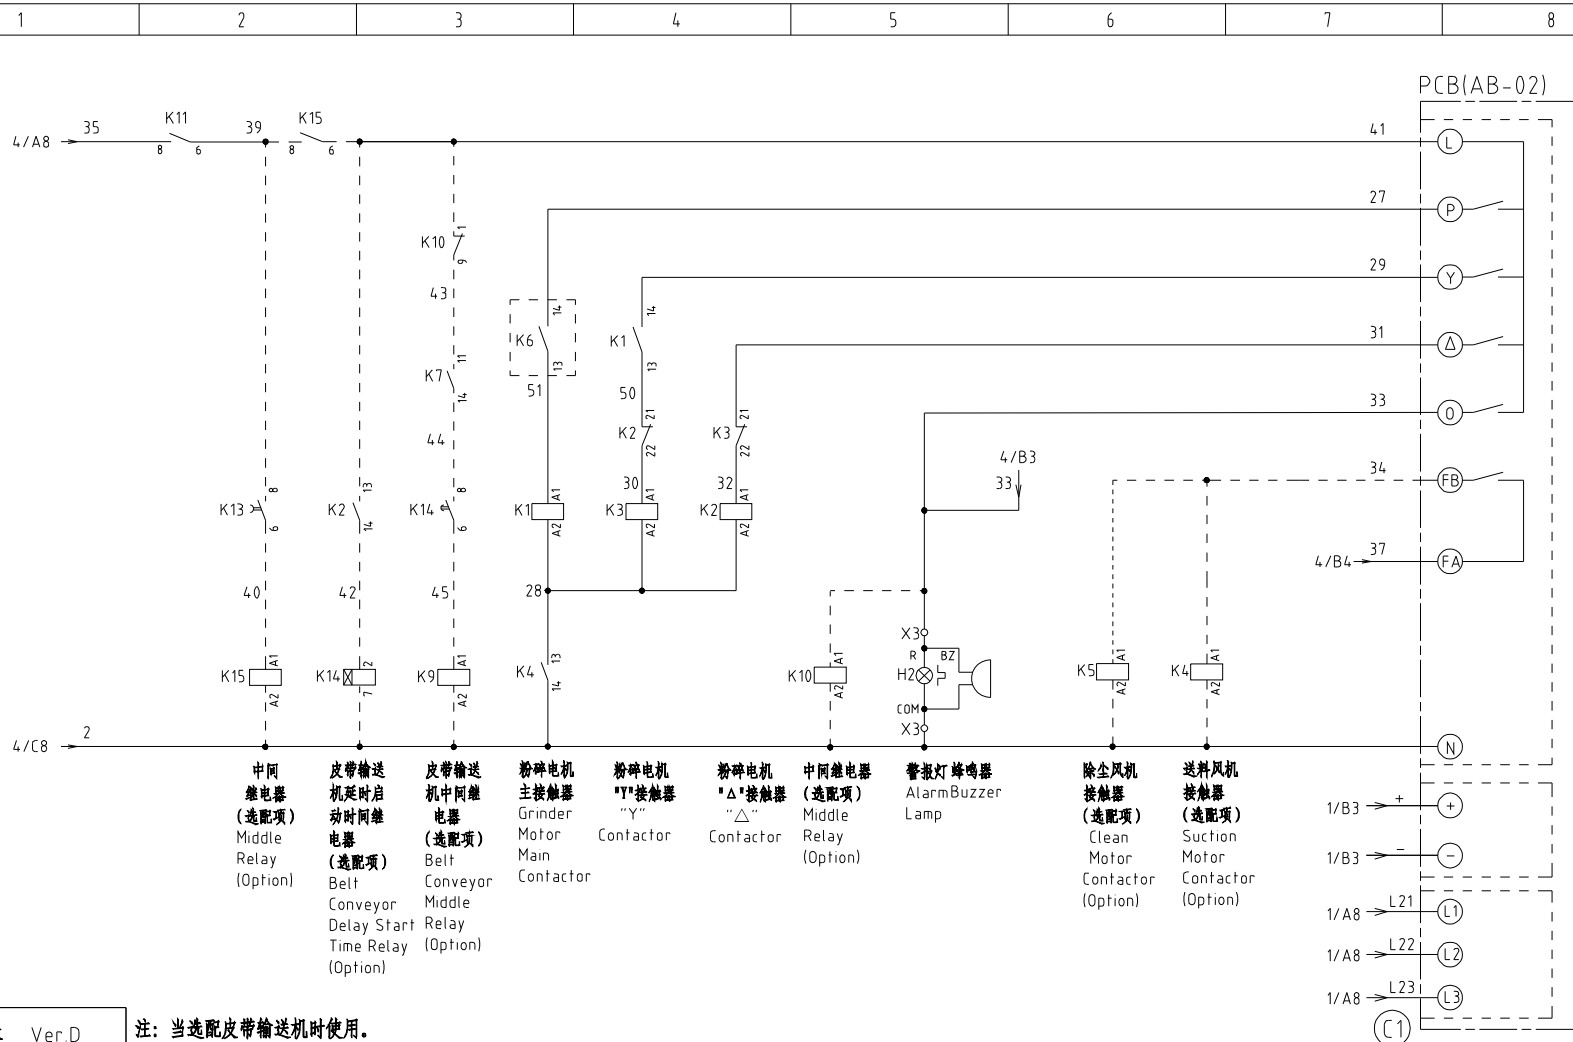 1 2 3 4 5 6 7 8
PCB(AB-02)
4/A8 35 K11 39 K15 41 L
8 6 8 6
27 P
K10 1 9
29 Y
43
14 14
K6 K1 31 Δ
13 13
K7 11 14
51 50 33 O
44 K2 21 22 K3 21 22
4/B3
33
34 FB
30 32
K13 8 6 K2 13 14 K14 8 6 K1 A1 A2 K3 A1 A2 K2 A1 A2
4/B4 37 FA
40 42 45 28
X3
R BZ
K15 A1 A2 K14 2 7 K9 A1 A2 K4 13 14 K10 A1 A2 H2 K5 A1 A2 K4 A1 A2
COM
X3
4/C8 2 N
中间
继电器
(选配项)
Middle
Relay
(Option)
皮带输送
机延时启
动时间继
电器
(选配项)
Belt
Conveyor
Delay Start
Time Relay
(Option)
皮带输送
机中间继
电器
(选配项)
Belt
Conveyor
Middle
Relay
(Option)
粉碎电机
主接触器
Grinder
Motor
Main
Contactor
粉碎电机
"Y"接触器
"Y"
Contactor
粉碎电机
"△"接触器
"△"
Contactor
中间继电器
(选配项)
Middle
Relay
(Option)
警报灯 蜂鸣器
AlarmBuzzer
Lamp
除尘风机
接触器
(选配项)
Clean
Motor
Contactor
(Option)
送料风机
接触器
(选配项)
Suction
Motor
Contactor
(Option)
1/B3 + +
1/B3 - -
1/A8 L21 L1
1/A8 L22 L2
1/A8 L23 L3
C1
Ver.D
注: 当选配皮带输送机时使用。